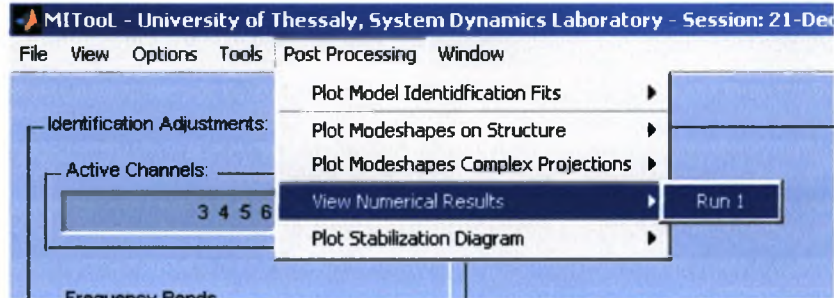 MITooL - University of Thessaly, System Dynamics Laboratory - Session: 21-Dec
File View Options Tools Post Processing Window
Plot Model Identidfication Fits
Identification Adjustments:
Plot Modeshapes on Structure
Active Channels:
Plot Modeshapes Complex Projections
View Numerical Results
Run 1
3 4 5 6
Plot Stabilization Diagram
Frequency Bands